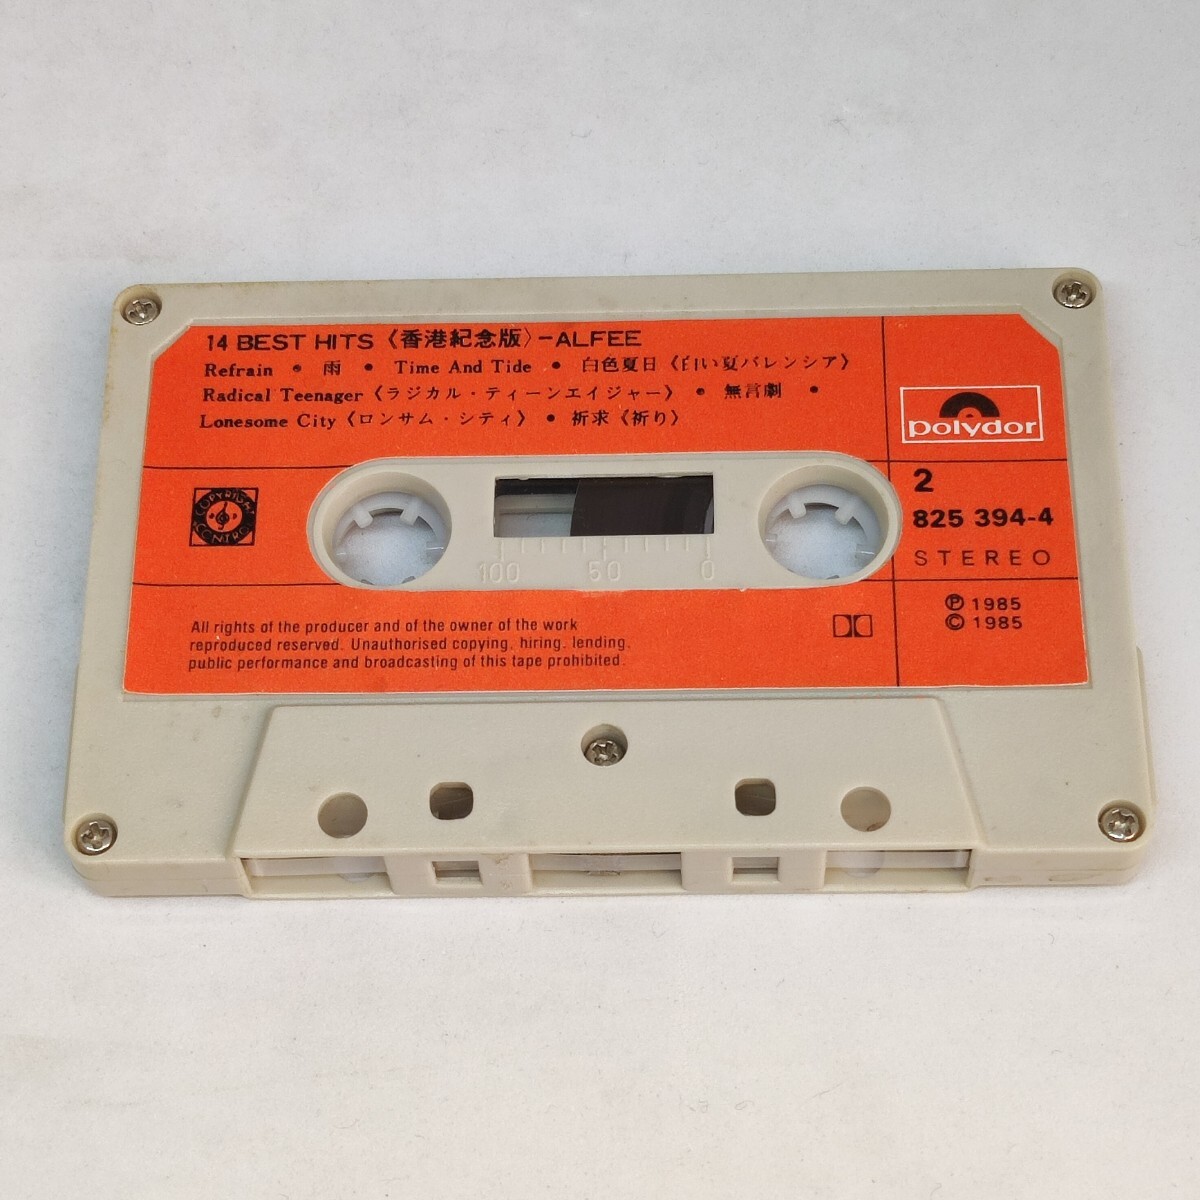 14 BEST HITS《香港紀念版〉-ALFEE
Refrain • 雨 • Time And Tide • 白色夏日〈白い夏バレンシア〉
Radical Teenager〈ラジカル・ティーンエイジャー〉 • 無言劇 •
Lonesome City〈ロンサム・シティ〉 • 祈求〈祈り〉
polydor
COPYRIGHT
CONTROL
2
825 394-4
STEREO
100 50 0
℗ 1985
© 1985
All rights of the producer and of the owner of the work
reproduced reserved. Unauthorised copying, hiring, lending,
public performance and broadcasting of this tape prohibited.